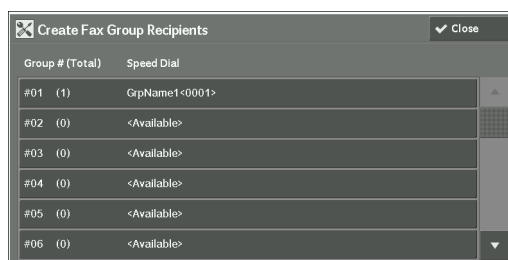 Create Fax Group Recipients
Close
Group # (Total) Speed Dial
#01 (1) GrpName1<0001>
#02 (0) <Available>
#03 (0) <Available>
#04 (0) <Available>
#05 (0) <Available>
#06 (0) <Available>